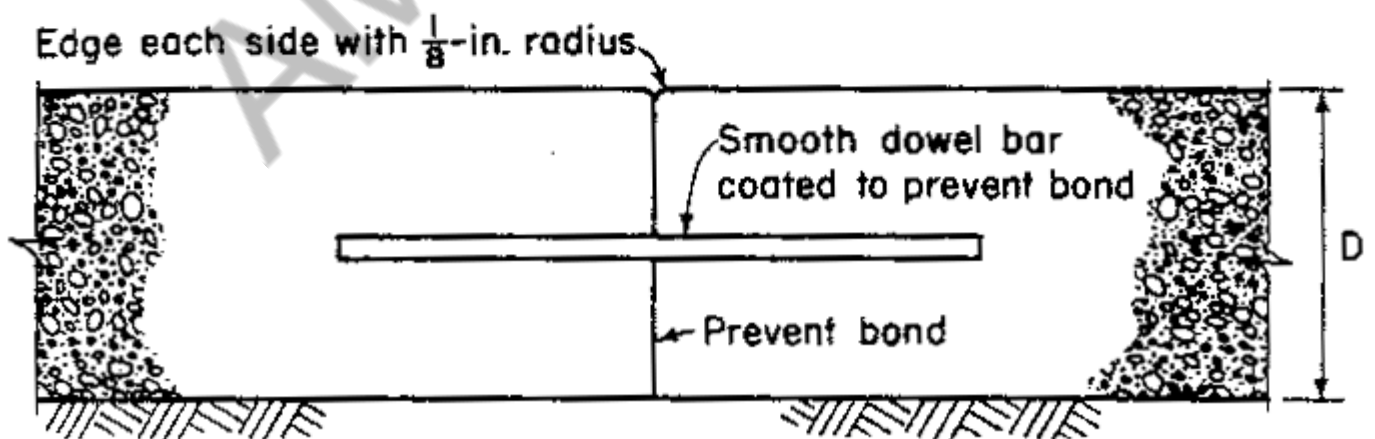 Edge each side with 1/8-in. radius
Smooth dowel bar
coated to prevent bond
D
Prevent bond